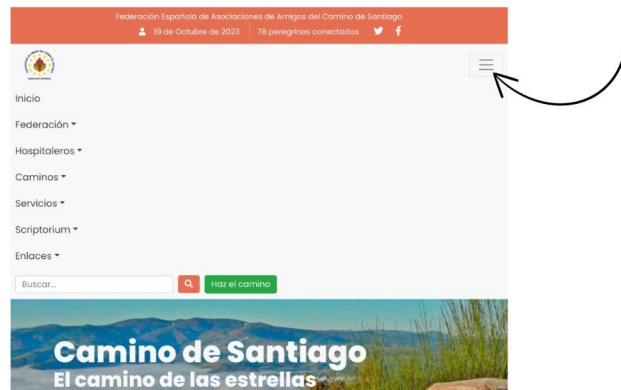 Federación Española de Asociaciones de Amigos del Camino de Santiago
19 de Octubre de 2023 | 78 peregrinos conectados
Inicio
Federación
Hospitaleros
Caminos
Servicios
Scriptorium
Enlaces
Buscar...
Haz el camino
Camino de Santiago
El camino de las estrellas